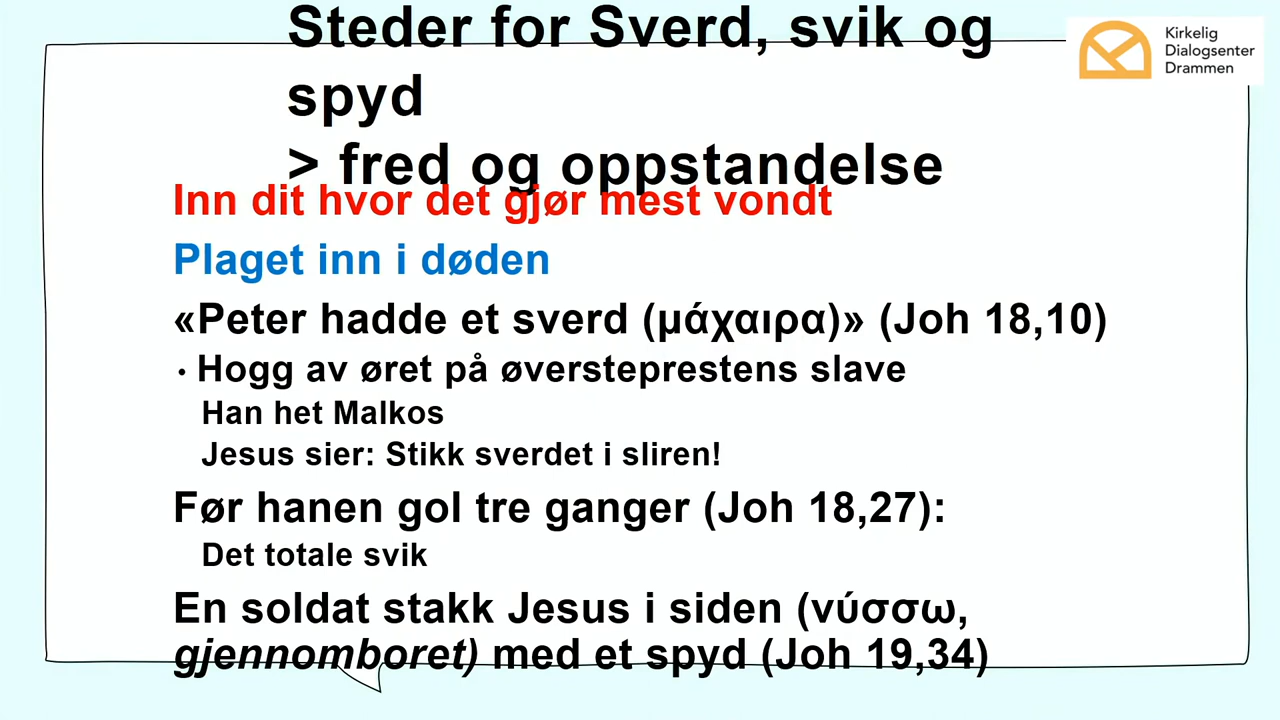 Steder for Sverd, svik og
spyd
> fred og oppstandelse
Kirkelig
Dialogsenter
Drammen
Inn dit hvor det gjør mest vondt
Plaget inn i døden
«Peter hadde et sverd (μάχαιρα)» (Joh 18,10)
• Hogg av øret på øversteprestens slave
Han het Malkos
Jesus sier: Stikk sverdet i sliren!
Før hanen gol tre ganger (Joh 18,27):
Det totale svik
En soldat stakk Jesus i siden (νύσσω,
gjennomboret) med et spyd (Joh 19,34)